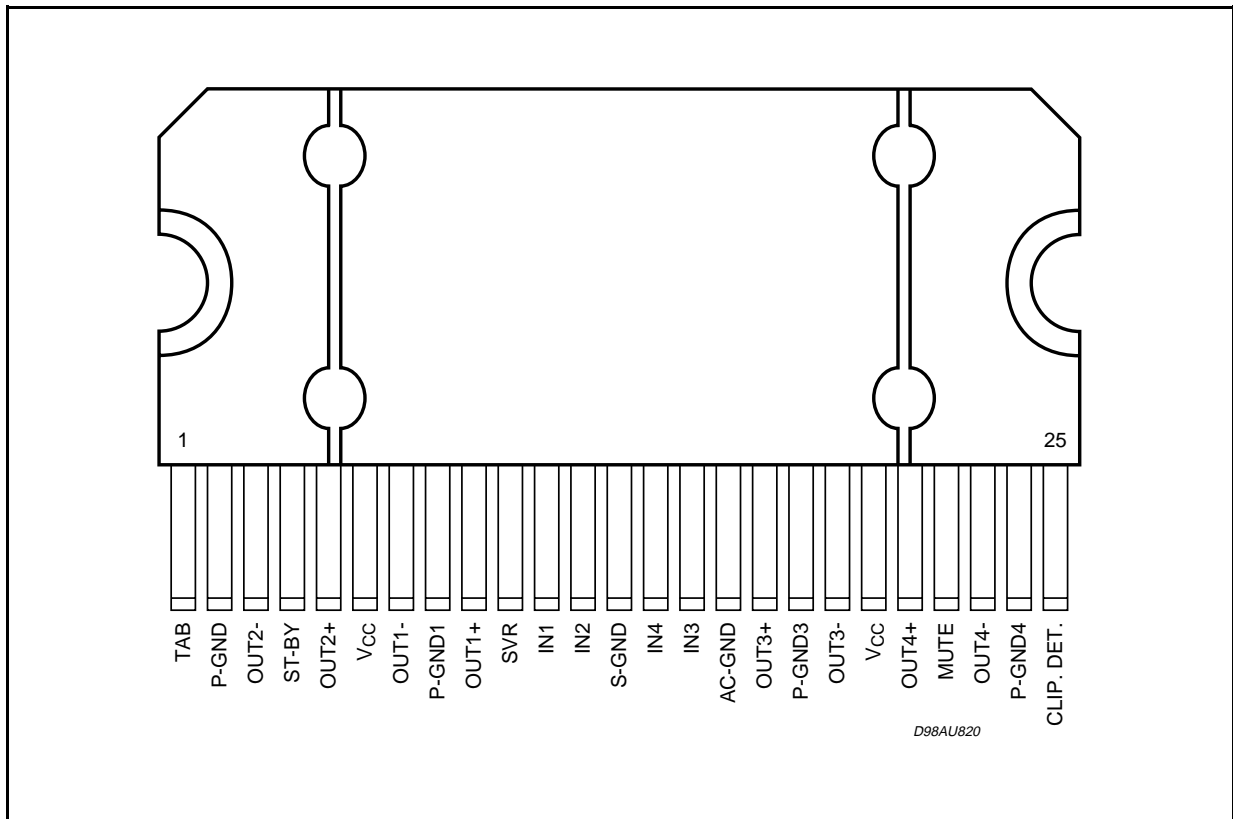 1
25
TAB
P-GND
OUT2-
ST-BY
OUT2+
VCC
OUT1-
P-GND1
OUT1+
SVR
IN1
IN2
S-GND
IN4
IN3
AC-GND
OUT3+
P-GND3
OUT3-
VCC
OUT4+
MUTE
OUT4-
P-GND4
CLIP. DET.
D98AU820